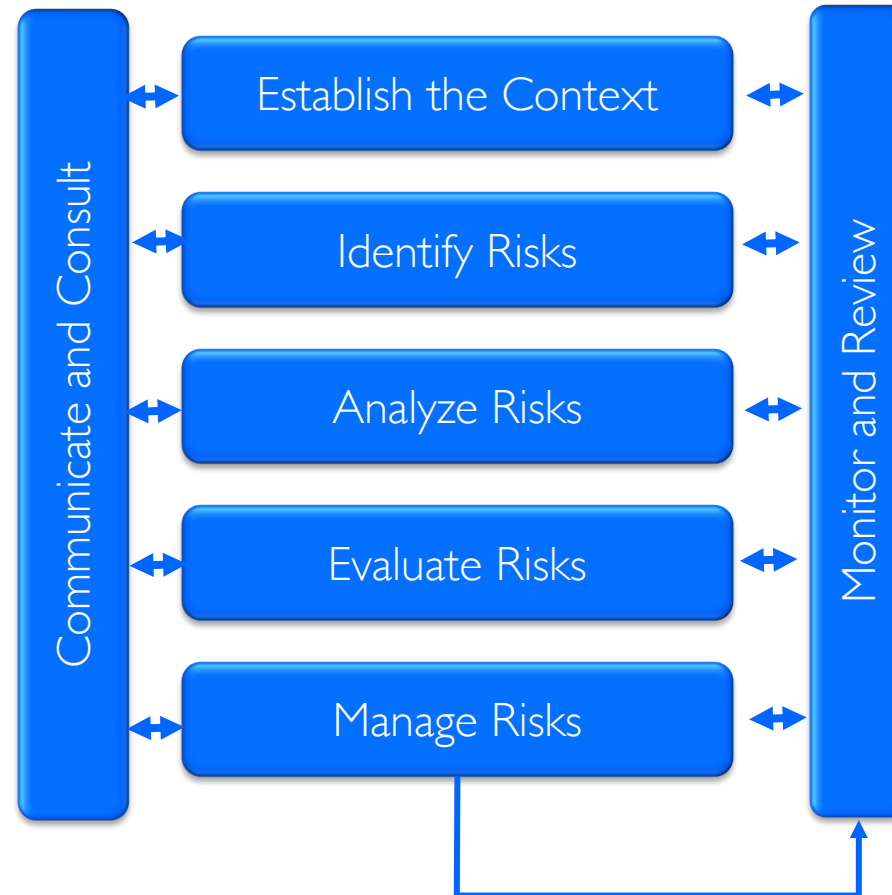 Communicate and Consult
Establish the Context
Identify Risks
Analyze Risks
Evaluate Risks
Manage Risks
Monitor and Review